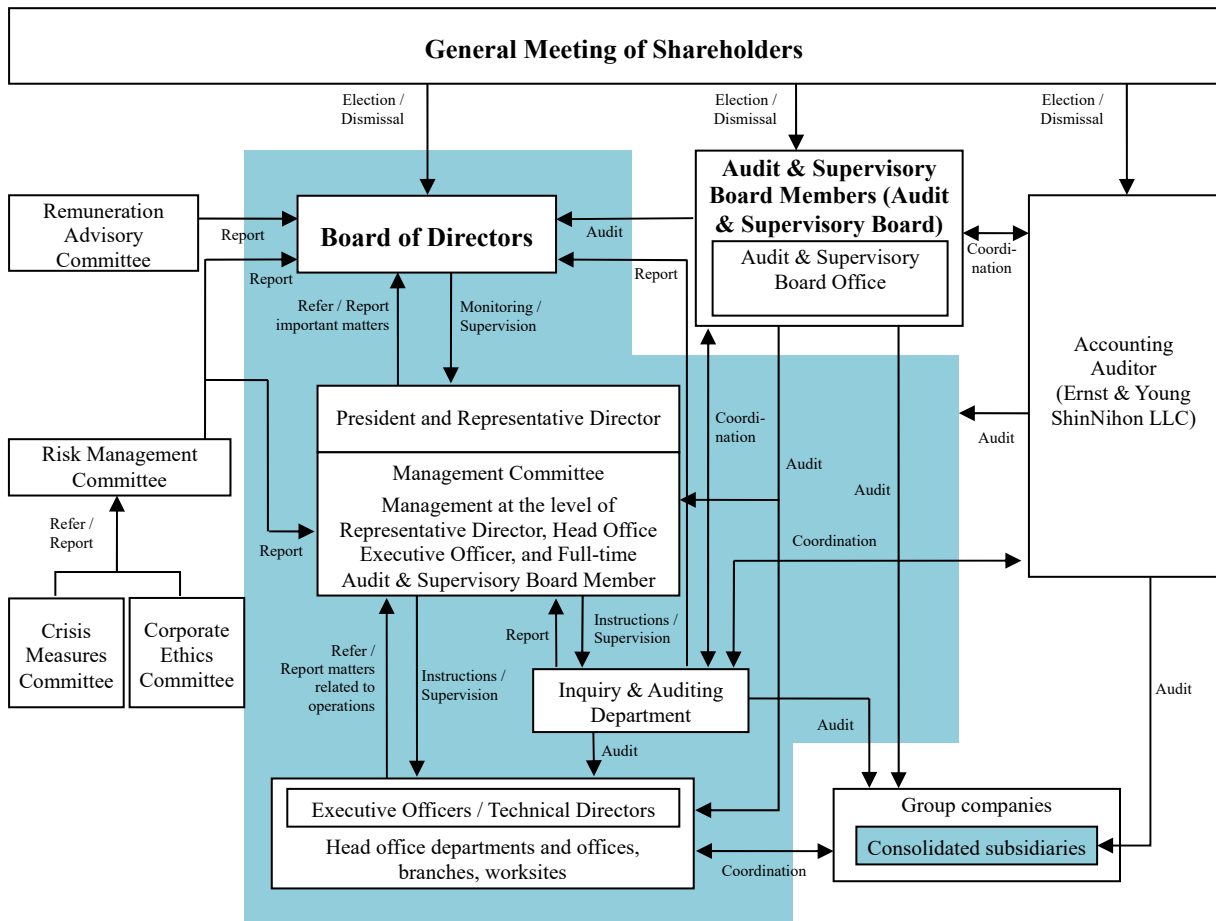 General Meeting of Shareholders
Election /
Dismissal
Election /
Dismissal
Election /
Dismissal
Audit & Supervisory
Board Members (Audit
& Supervisory Board)
Audit & Supervisory
Board Office
Remuneration
Advisory
Committee
Report
Board of Directors
Audit
Coordi-
nation
Report
Report
Refer / Report
important matters
Monitoring /
Supervision
Accounting
Auditor
(Ernst & Young
ShinNihon LLC)
President and Representative Director
Coordi-
nation
Audit
Risk Management
Committee
Management Committee
Management at the level of
Representative Director, Head Office
Executive Officer, and Full-time
Audit & Supervisory Board Member
Audit
Audit
Refer /
Report
Report
Coordination
Crisis
Measures
Committee
Corporate
Ethics
Committee
Refer /
Report matters
related to
operations
Instructions /
Supervision
Report
Instructions /
Supervision
Inquiry & Auditing
Department
Audit
Audit
Audit
Executive Officers / Technical Directors
Head office departments and offices,
branches, worksites
Coordination
Group companies
Consolidated subsidiaries